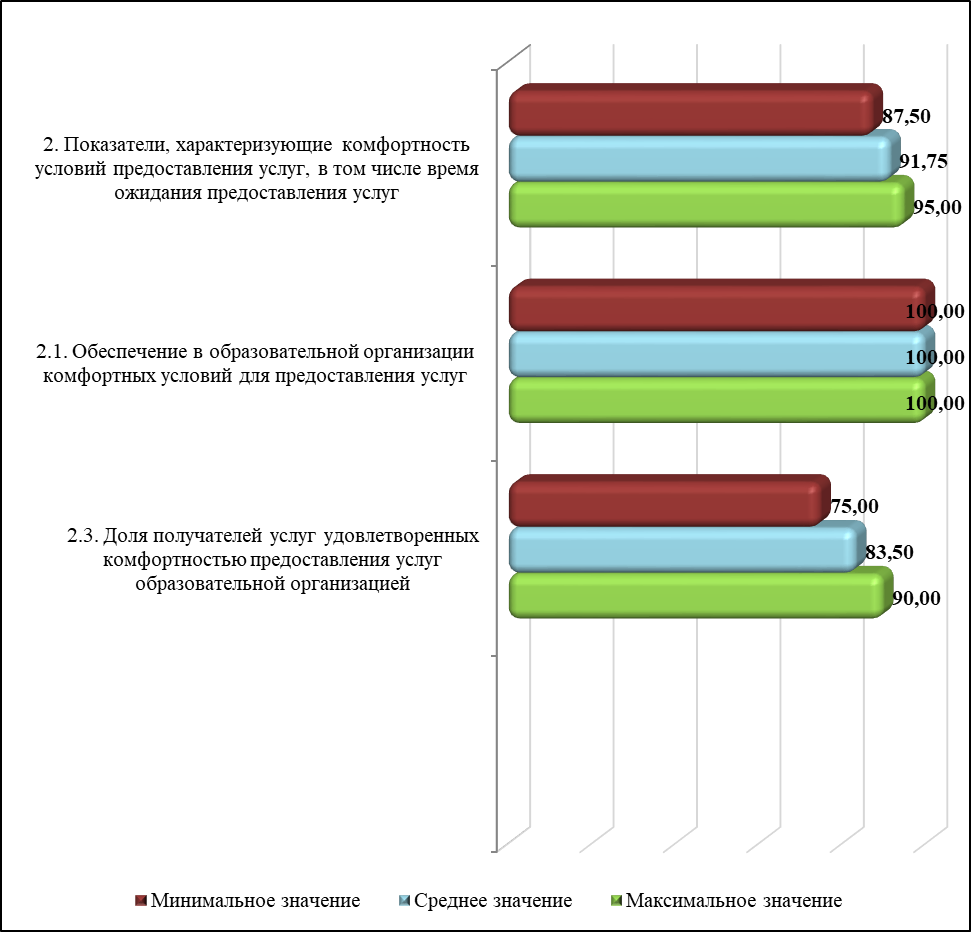 2. Показатели, характеризующие комфортность
условий предоставления услуг, в том числе время
ожидания предоставления услуг
87,50
91,75
95,00
2.1. Обеспечение в образовательной организации
комфортных условий для предоставления услуг
100,00
100,00
100,00
2.3. Доля получателей услуг удовлетворенных
комфортностью предоставления услуг
образовательной организацией
75,00
83,50
90,00
Минимальное значение
Среднее значение
Максимальное значение